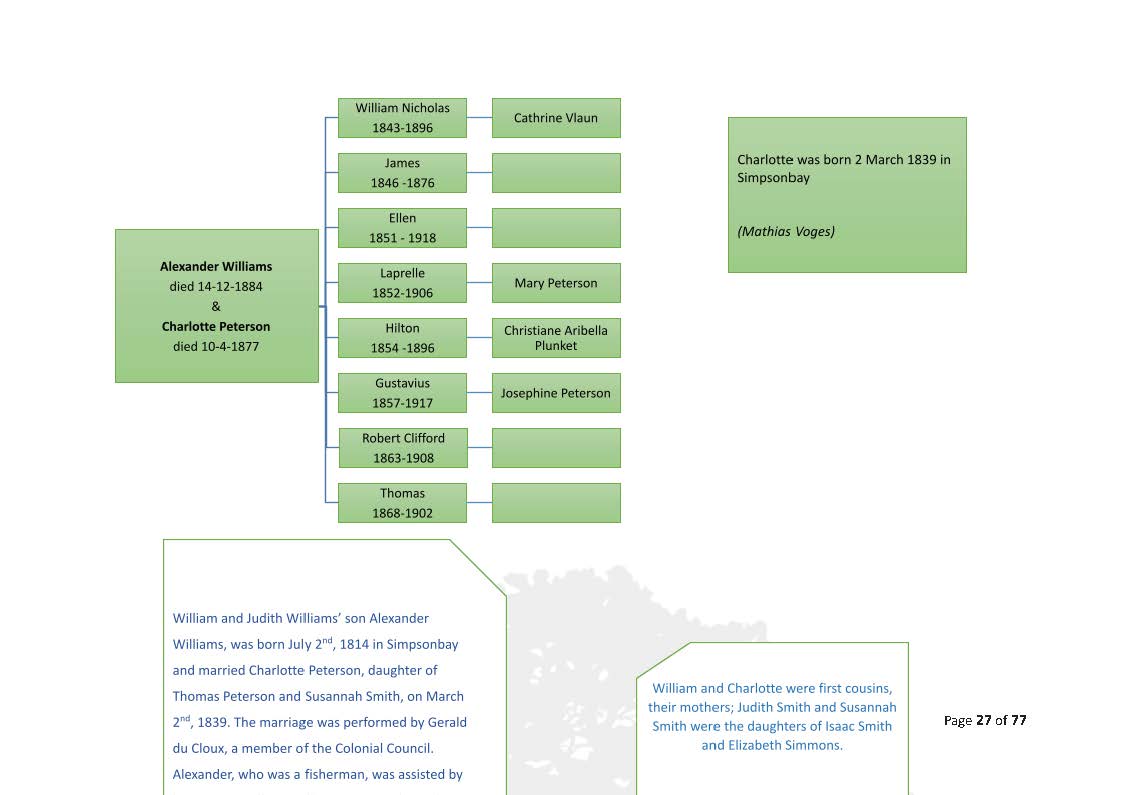 William Nicholas
1843-1896
Cathrine Vlaun
James
1846 -1876
Ellen
1851 - 1918
Laprelle
1852-1906
Mary Peterson
Hilton
1854 -1896
Christiane Aribella
Plunket
Gustavius
1857-1917
Josephine Peterson
Robert Clifford
1863-1908
Thomas
1868-1902
Alexander Williams
died 14-12-1884
&
Charlotte Peterson
died 10-4-1877
Charlotte was born 2 March 1839 in
Simpsonbay
(Mathias Voges)
William and Judith Williams’ son Alexander
Williams, was born July 2nd, 1814 in Simpsonbay
and married Charlotte Peterson, daughter of
Thomas Peterson and Susannah Smith, on March
2nd, 1839. The marriage was performed by Gerald
du Cloux, a member of the Colonial Council.
Alexander, who was a fisherman, was assisted by
William and Charlotte were first cousins,
their mothers; Judith Smith and Susannah
Smith were the daughters of Isaac Smith
and Elizabeth Simmons.
Page 27 of 77